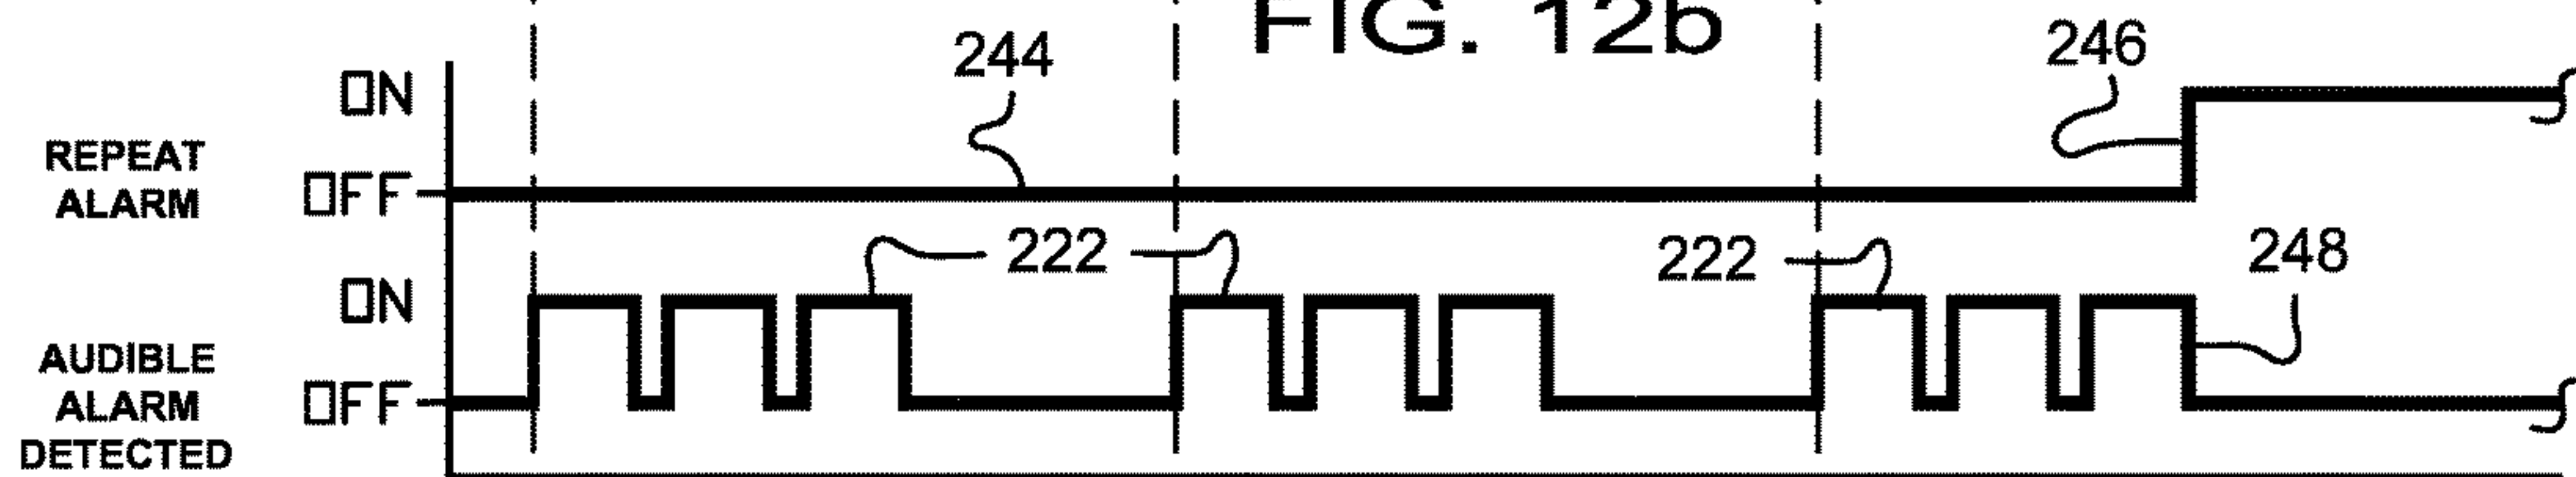 FIG. 12b
244
246
ON
REPEAT
ALARM
OFF
222
222
248
ON
AUDIBLE
ALARM
DETECTED
OFF